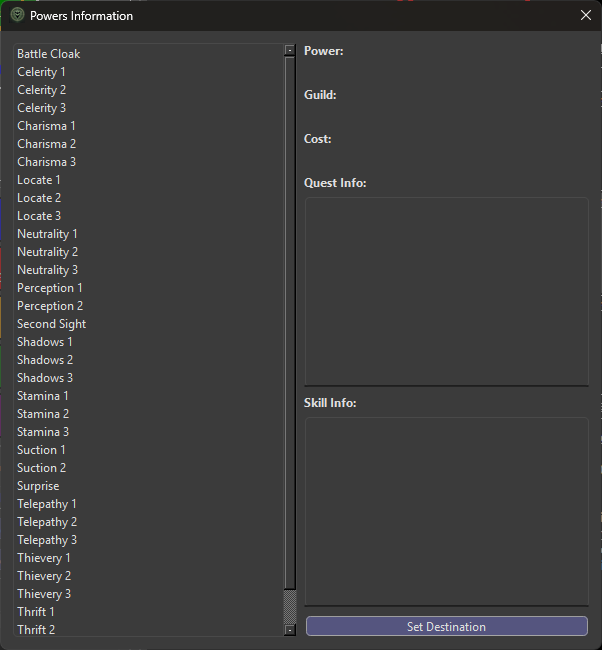 Powers Information
Battle Cloak
Celerity 1
Celerity 2
Celerity 3
Charisma 1
Charisma 2
Charisma 3
Locate 1
Locate 2
Locate 3
Neutrality 1
Neutrality 2
Neutrality 3
Perception 1
Perception 2
Second Sight
Shadows 1
Shadows 2
Shadows 3
Stamina 1
Stamina 2
Stamina 3
Suction 1
Suction 2
Surprise
Telepathy 1
Telepathy 2
Telepathy 3
Thievery 1
Thievery 2
Thievery 3
Thrift 1
Thrift 2
Power:
Guild:
Cost:
Quest Info:
Skill Info:
Set Destination